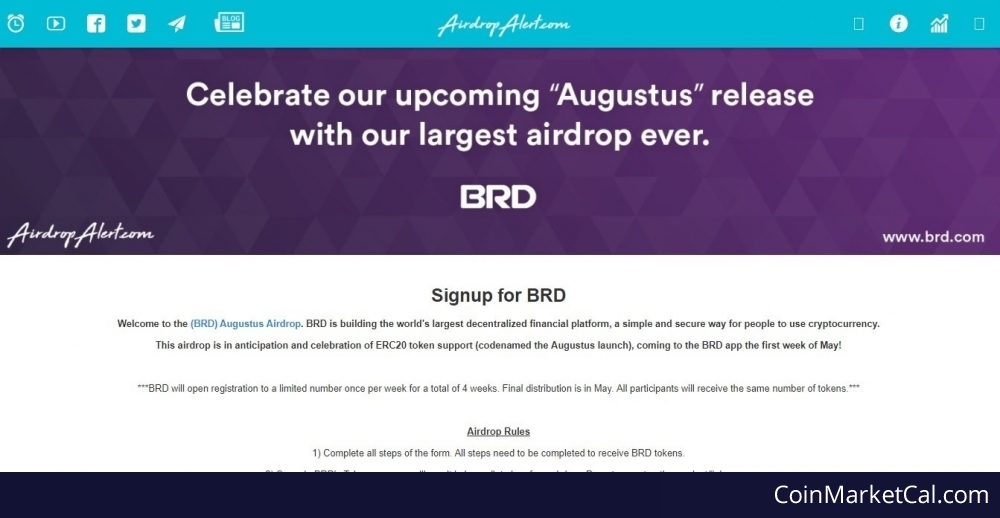 BLOG
AirdropAlert.com
Celebrate our upcoming “Augustus” release
with our largest airdrop ever.
BRD
AirdropAlert.com
www.brd.com
Signup for BRD
Welcome to the (BRD) Augustus Airdrop. BRD is building the world's largest decentralized financial platform, a simple and secure way for people to use cryptocurrency.
This airdrop is in anticipation and celebration of ERC20 token support (codenamed the Augustus launch), coming to the BRD app the first week of May!
***BRD will open registration to a limited number once per week for a total of 4 weeks. Final distribution is in May. All participants will receive the same number of tokens.***
Airdrop Rules
1) Complete all steps of the form. All steps need to be completed to receive BRD tokens.
CoinMarketCal.com